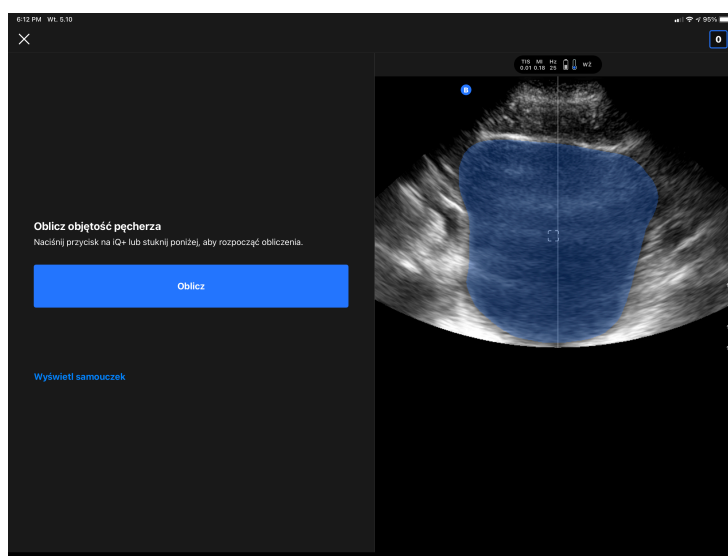 6:12 PM Wt. 5.10
95%
0
TIS MI Hz
0.01 0.18 25
WŻ
B
Oblicz objętość pęcherza
Naciśnij przycisk na iQ+ lub stuknij poniżej, aby rozpocząć obliczenia.
Oblicz
Wyświetl samouczek